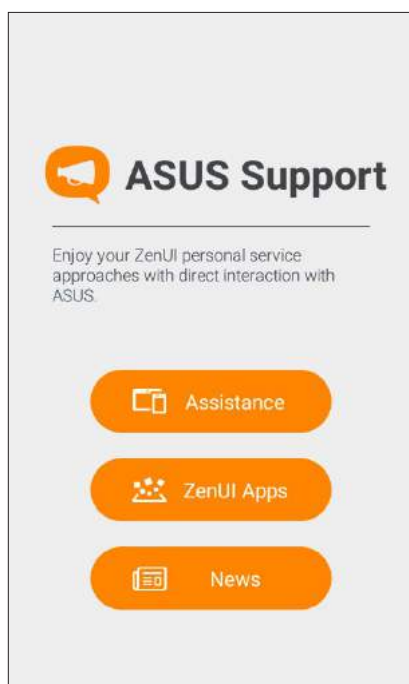 ASUS Support
Enjoy your ZenUI personal service
approaches with direct interaction with
ASUS.
Assistance
ZenUI Apps
News